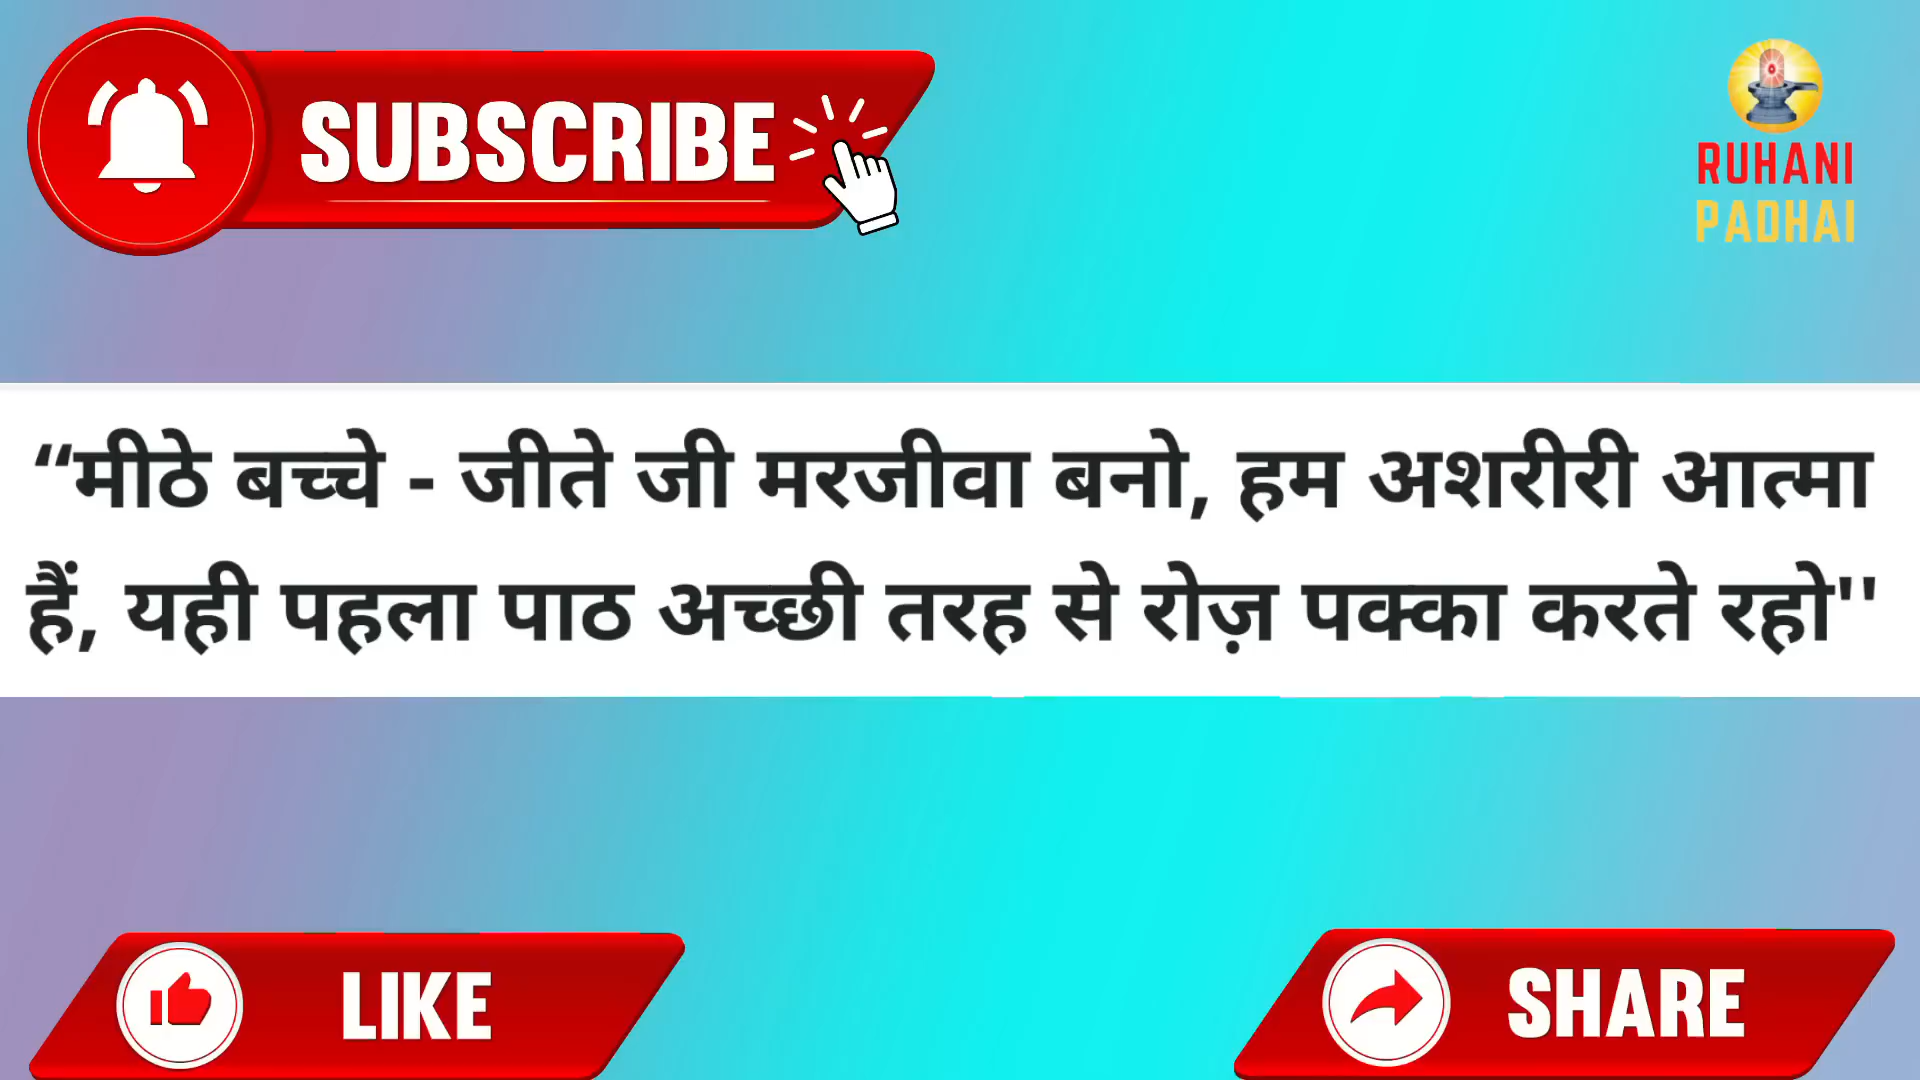 SUBSCRIBE
RUHANI
PADHAI
“मीठे बच्चे - जीते जी मरजीवा बनो, हम अशरीरी आत्मा
हैं, यही पहला पाठ अच्छी तरह से रोज़ पक्का करते रहो''
LIKE
SHARE